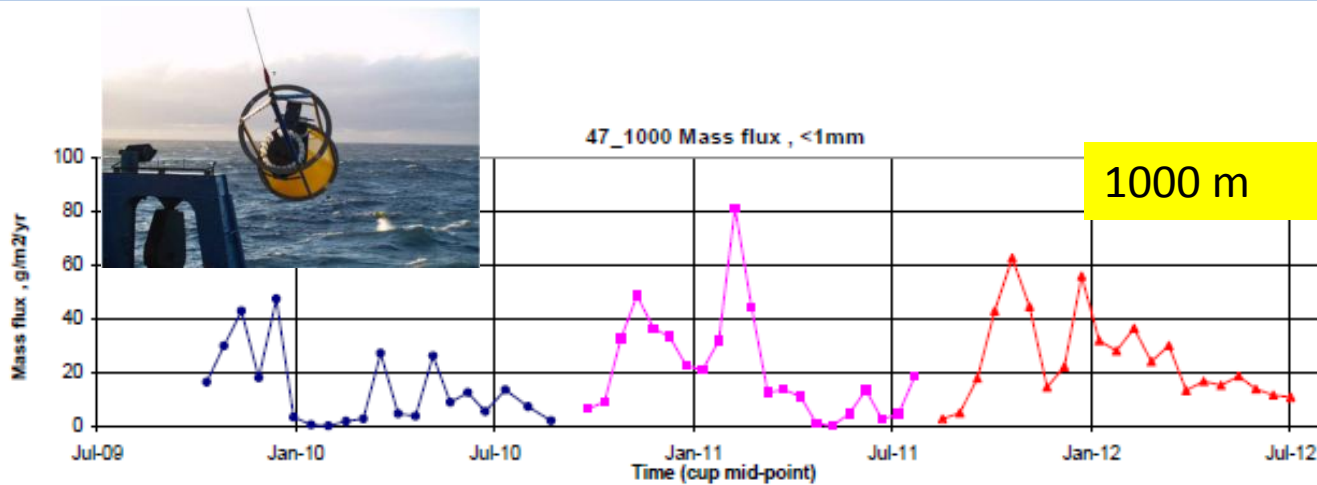 47_1000 Mass flux , <1mm
1000 m
Mass flux , g/m2/yr
100
80
60
40
20
0
Jul-09
Jan-10
Jul-10
Jan-11
Jul-11
Jan-12
Jul-12
Time (cup mid-point)